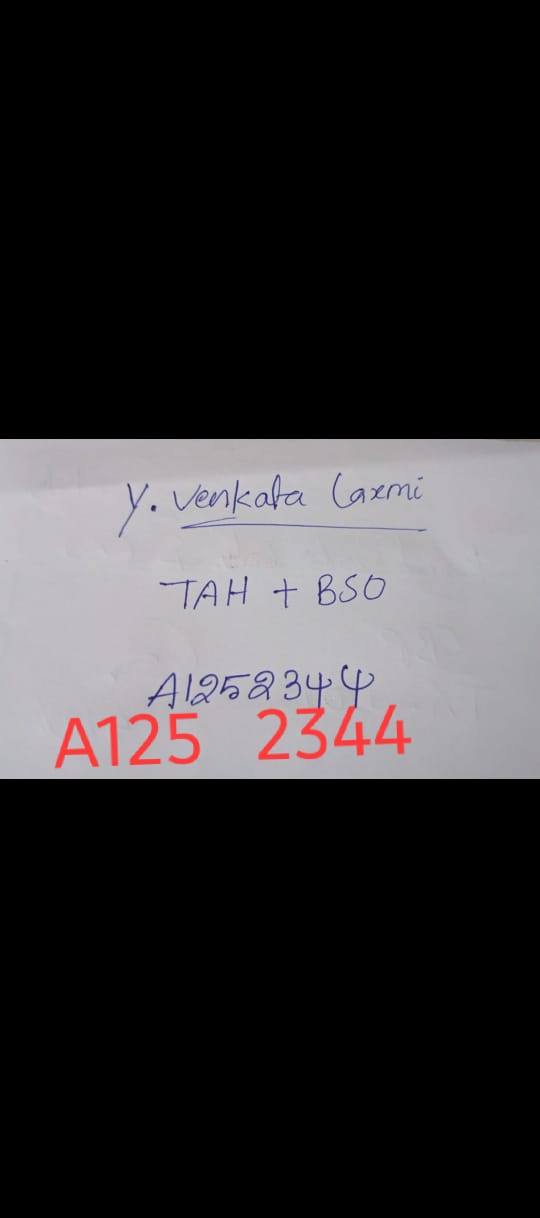 Y. Venkata Laxmi
TAH + BSO
A1252344
A125 2344